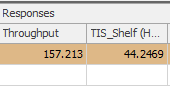 Responses
Throughput TIS_Shelf (H...
157.213 44.2469